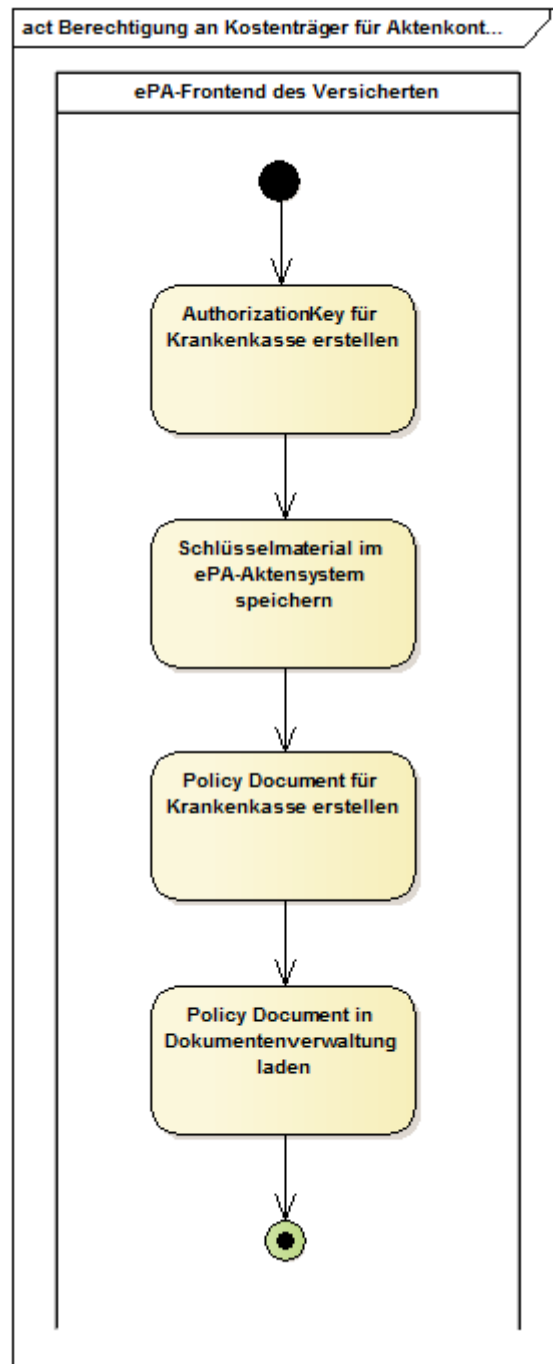 act Berechtigung an Kostenträger für Aktenkont...
ePA-Frontend des Versicherten
AuthorizationKey für
Krankenkasse erstellen
Schlüsselmaterial im
ePA-Aktensystem
speichern
Policy Document für
Krankenkasse erstellen
Policy Document in
Dokumentenverwaltung
laden